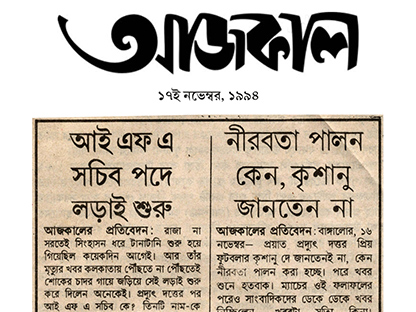 আজকাল
১৭ই নভেম্বর, ১৯৯৪
আই এফ এ
সচিব পদে
লড়াই শুরু
আজকালের প্রতিবেদন: রাজা না
সরতেই সিংহাসন ধরে টানাটানি শুরু হয়ে
গিয়েছিল কয়েকদিন আগেই। আর তাঁর
মৃত্যুর খবর কলকাতায় পৌঁছতে না পৌঁছতেই
শোকের চাদর গায়ে জড়িয়ে সেই লড়াই শুরু
করে দিলেন অনেকেই। প্রদ্যুৎ দত্তের পর
আই এফ এ সচিব কে? তিনটি নাম-কে
নীরবতা পালন
কেন, কৃশানু
জানতেন না
আজকালের প্রতিবেদন: বাঙ্গালোর, ১৬
নভেম্বর— প্রয়াত প্রদ্যুৎ দত্তর প্রিয়
ফুটবলার কৃশানু দে জানতেনই না, কেন
নীরবতা পালন করা হচ্ছে। পরে খবর
শুনে হতবাক। ম্যাচের ওই ফলাফলের
পরেও সাংবাদিকদের ডেকে ডেকে খবর